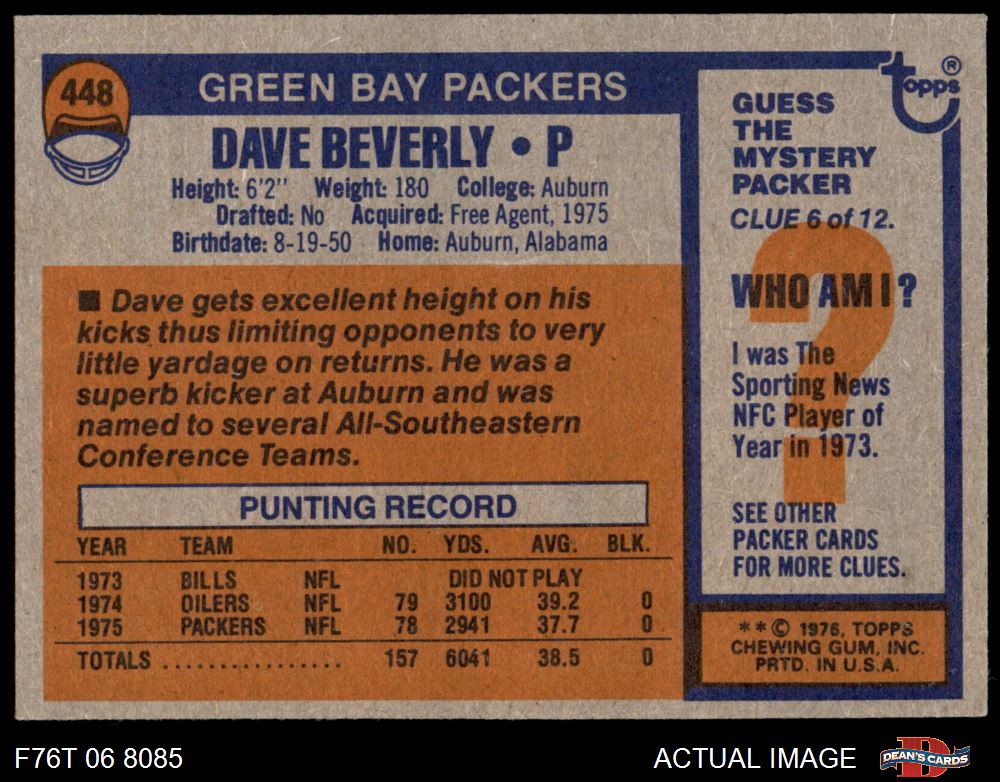 448
GREEN BAY PACKERS
DAVE BEVERLY • P
Height: 6'2" Weight: 180 College: Auburn
Drafted: No Acquired: Free Agent, 1975
Birthdate: 8-19-50 Home: Auburn, Alabama
■ Dave gets excellent height on his
kicks thus limiting opponents to very
little yardage on returns. He was a
superb kicker at Auburn and was
named to several All-Southeastern
Conference Teams.
PUNTING RECORD
YEAR TEAM NO. YDS. AVG. BLK.
1973 BILLS NFL DID NOT PLAY
1974 OILERS NFL 79 3100 39.2 0
1975 PACKERS NFL 78 2941 37.7 0
TOTALS ................ 157 6041 38.5 0
topps®
GUESS
THE
MYSTERY
PACKER
CLUE 6 of 12.
?
WHO AM I?
I was The
Sporting News
NFC Player of
Year in 1973.
SEE OTHER
PACKER CARDS
FOR MORE CLUES.
**© 1976, TOPPS
CHEWING GUM, INC.
PRTD. IN U.S.A.
F76T 06 8085
ACTUAL IMAGE
DEAN'S CARDS